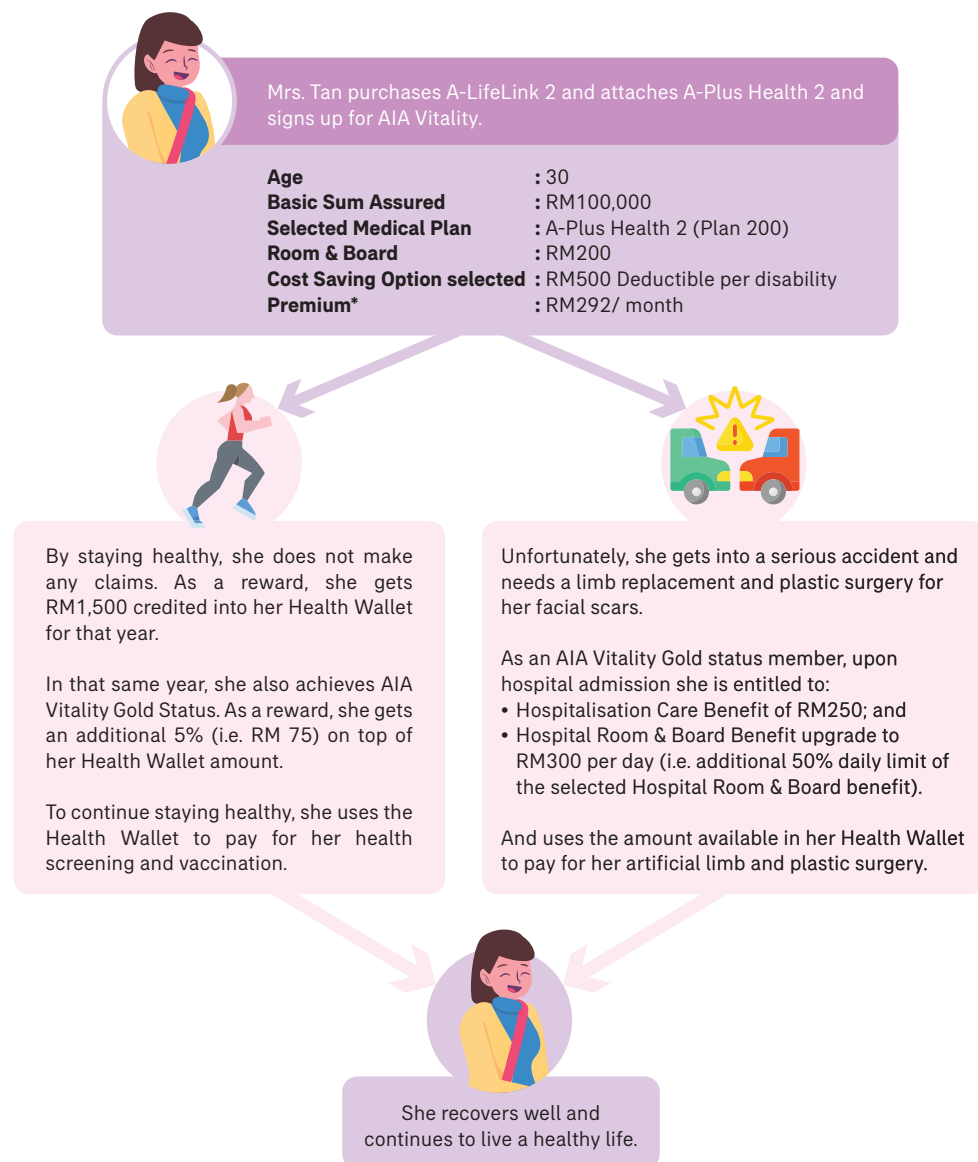 Mrs. Tan purchases A-LifeLink 2 and attaches A-Plus Health 2 and
signs up for AIA Vitality.
Age : 30
Basic Sum Assured : RM100,000
Selected Medical Plan : A-Plus Health 2 (Plan 200)
Room & Board : RM200
Cost Saving Option selected : RM500 Deductible per disability
Premium* : RM292/ month
By staying healthy, she does not make
any claims. As a reward, she gets
RM1,500 credited into her Health Wallet
for that year.
In that same year, she also achieves AIA
Vitality Gold Status. As a reward, she gets
an additional 5% (i.e. RM 75) on top of
her Health Wallet amount.
To continue staying healthy, she uses the
Health Wallet to pay for her health
screening and vaccination.
Unfortunately, she gets into a serious accident and
needs a limb replacement and plastic surgery for
her facial scars.
As an AIA Vitality Gold status member, upon
hospital admission she is entitled to:
• Hospitalisation Care Benefit of RM250; and
• Hospital Room & Board Benefit upgrade to
RM300 per day (i.e. additional 50% daily limit of
the selected Hospital Room & Board benefit).
And uses the amount available in her Health Wallet
to pay for her artificial limb and plastic surgery.
She recovers well and
continues to live a healthy life.